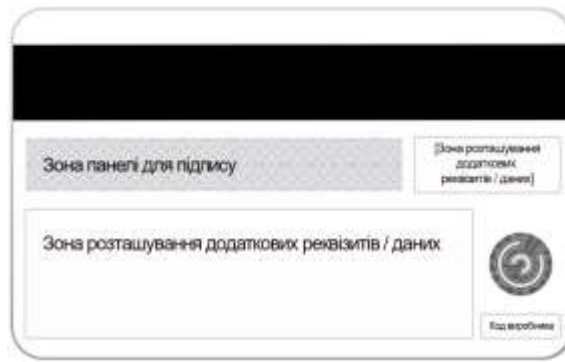 Зона панелі для підпису
[Зона розташування
додаткових
реквізитів / даних]
Зона розташування додаткових реквізитів / даних
Код виробника